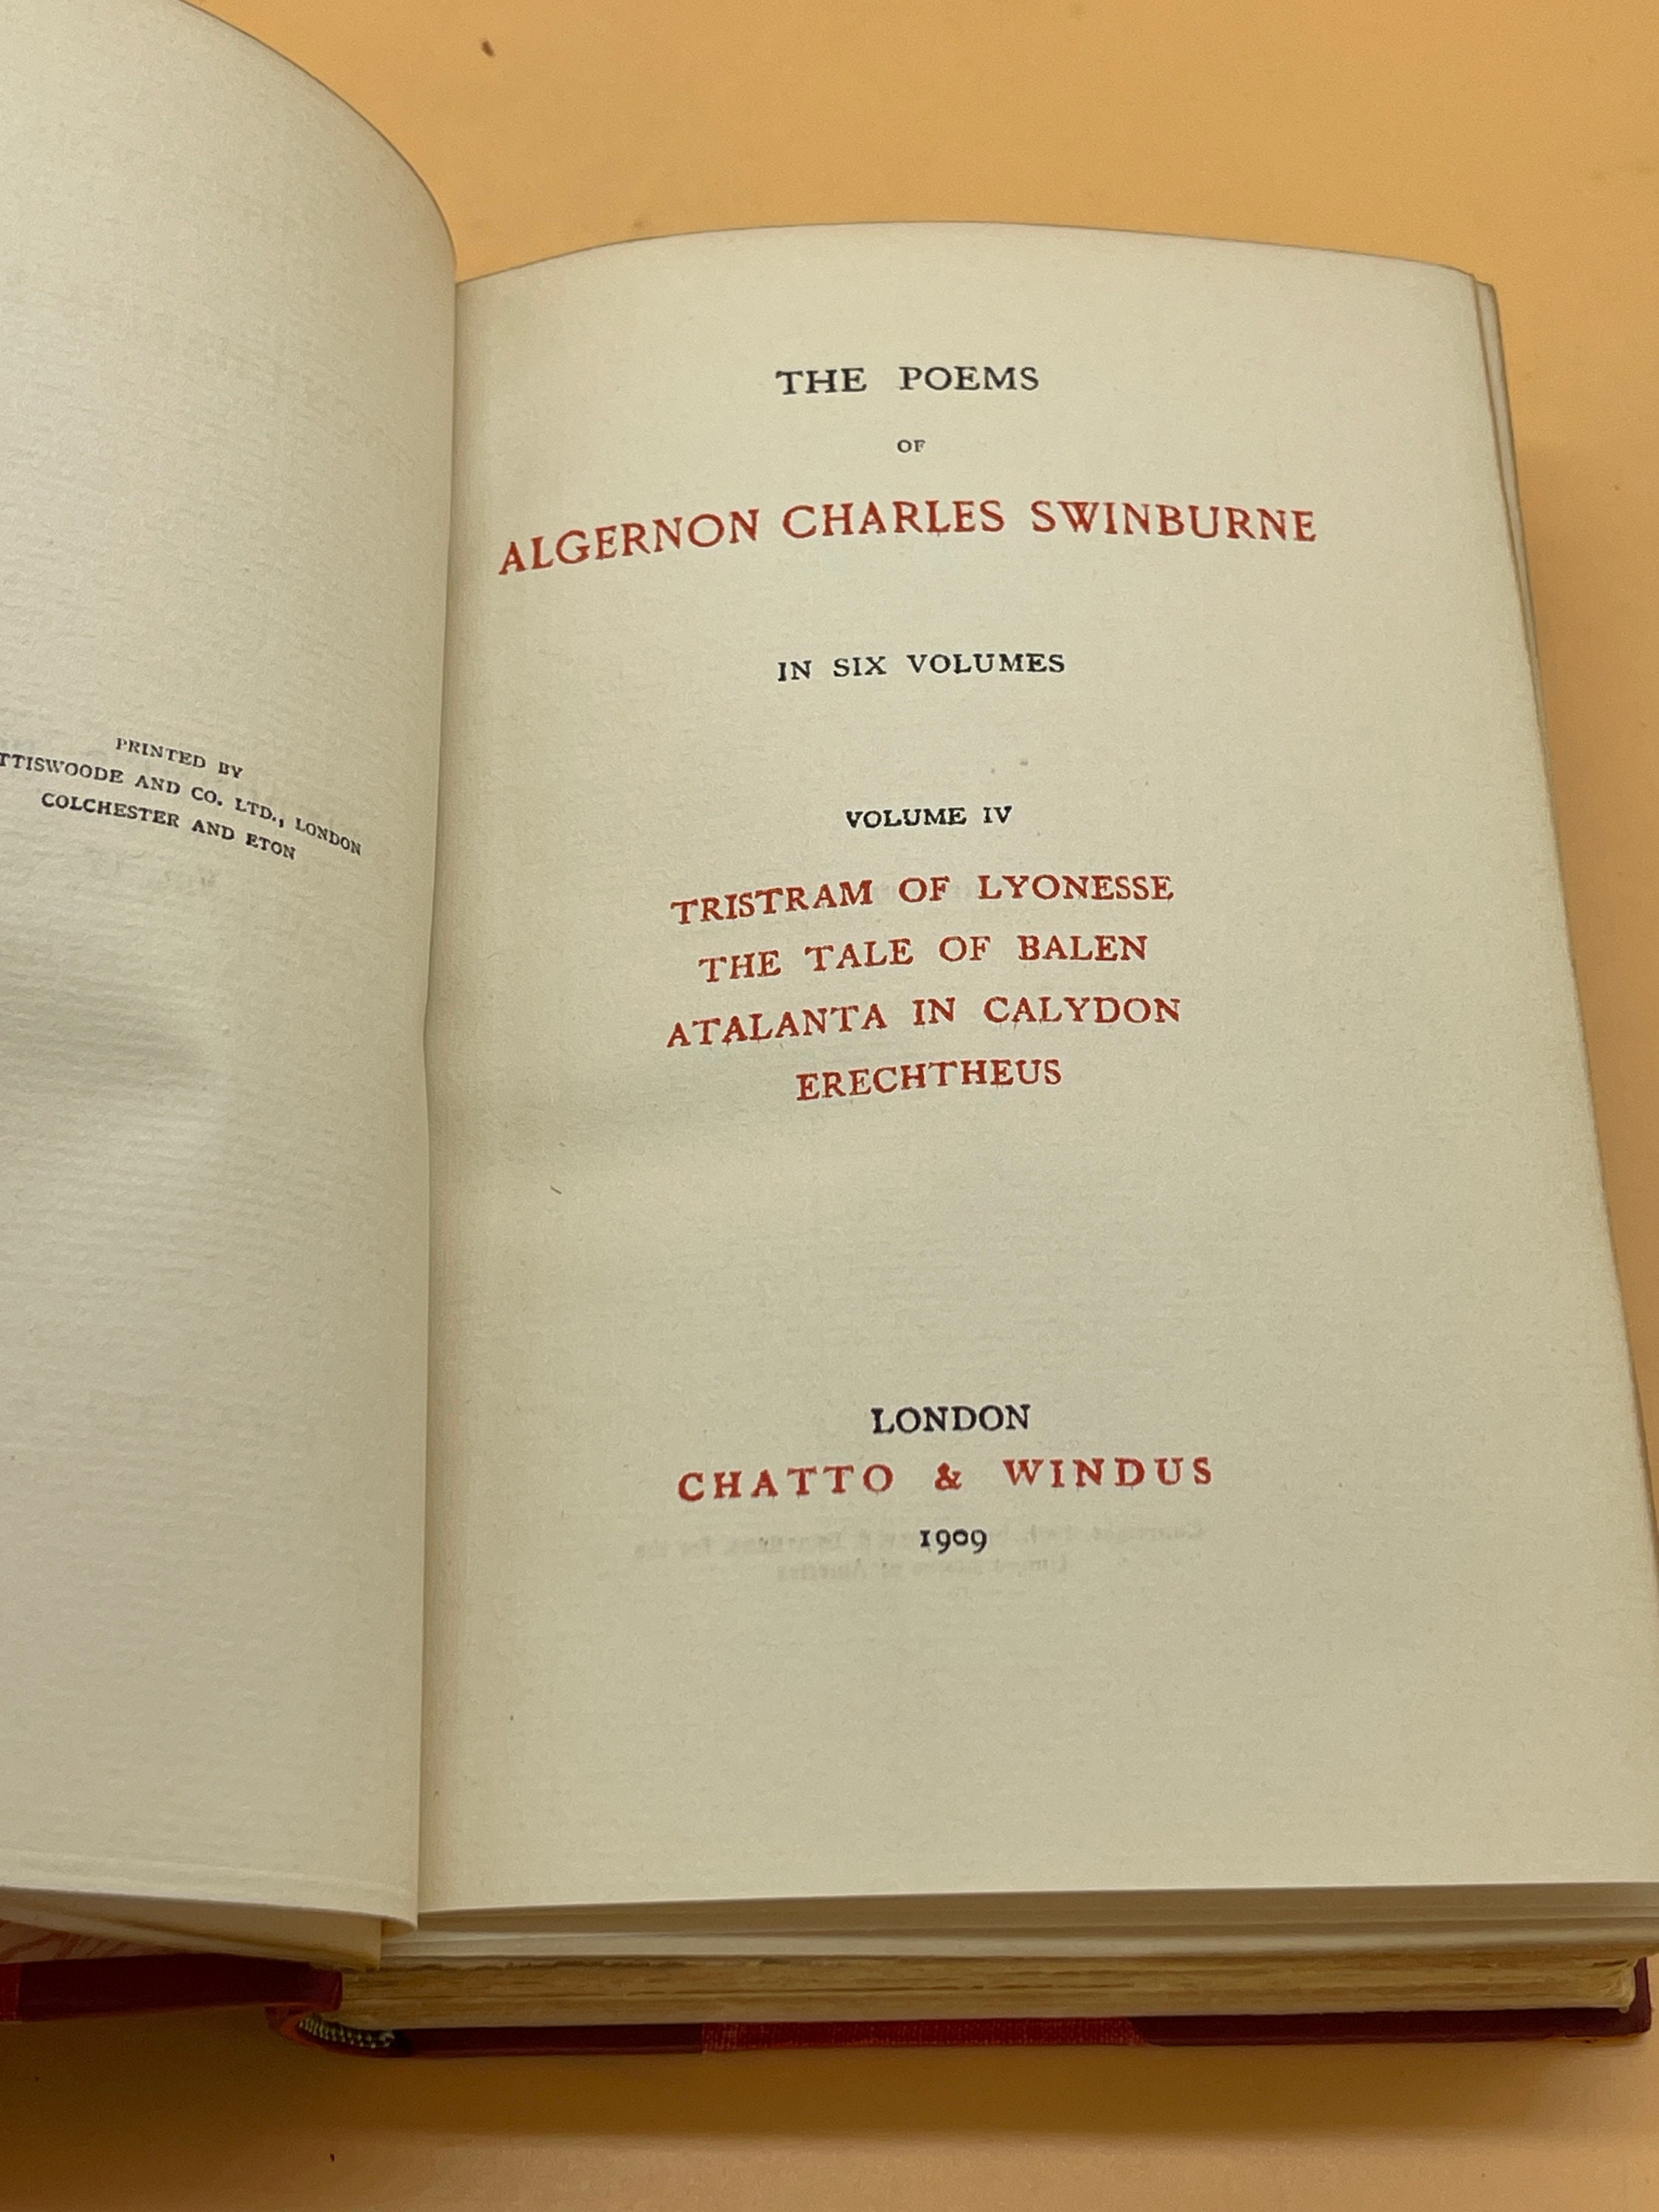 PRINTED BY
TTISWOODE AND CO. LTD., LONDON
COLCHESTER AND ETON
THE POEMS
OF
ALGERNON CHARLES SWINBURNE
IN SIX VOLUMES
VOLUME IV
TRISTRAM OF LYONESSE
THE TALE OF BALEN
ATALANTA IN CALYDON
ERECHTHEUS
LONDON
CHATTO & WINDUS
1909